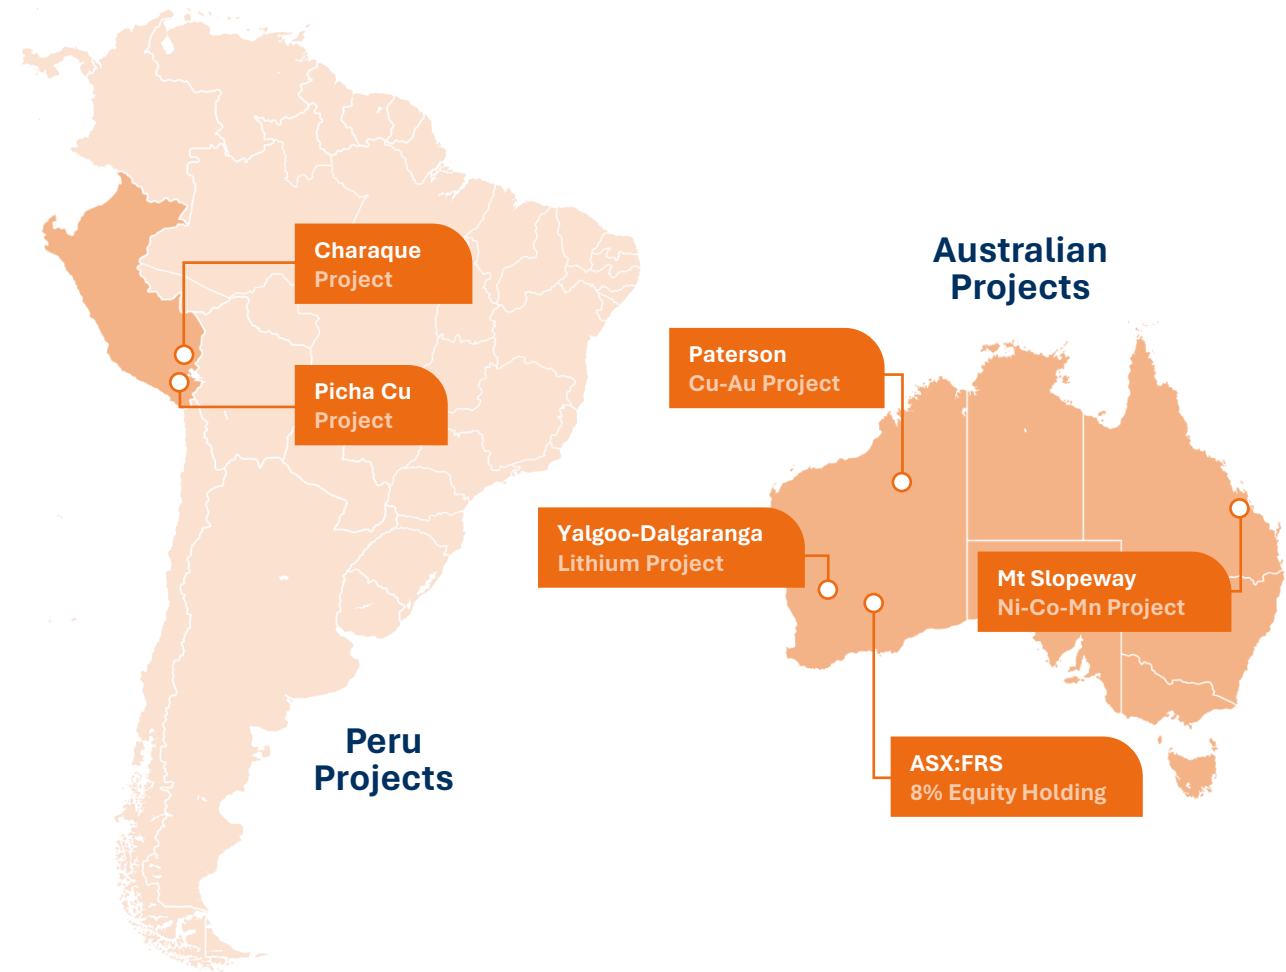 Charaque
Project
Picha Cu
Project
Peru
Projects
Australian
Projects
Paterson
Cu-Au Project
Yalgoo-Dalgaranga
Lithium Project
Mt Slopeway
Ni-Co-Mn Project
ASX:FRS
8% Equity Holding